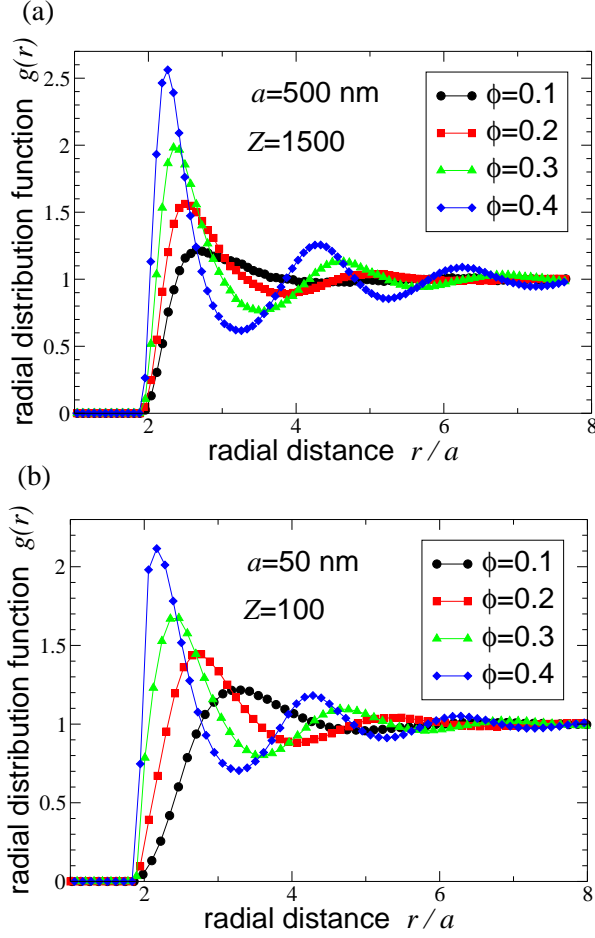 (a)
radial distribution function g(r)
2.5
2
1.5
1
0.5
0
a=500 nm
Z=1500
ϕ=0.1
ϕ=0.2
ϕ=0.3
ϕ=0.4
2 4 6 8
radial distance r / a
(b)
radial distribution function g(r)
2
1.5
1
0.5
0
a=50 nm
Z=100
ϕ=0.1
ϕ=0.2
ϕ=0.3
ϕ=0.4
2 4 6 8
radial distance r / a